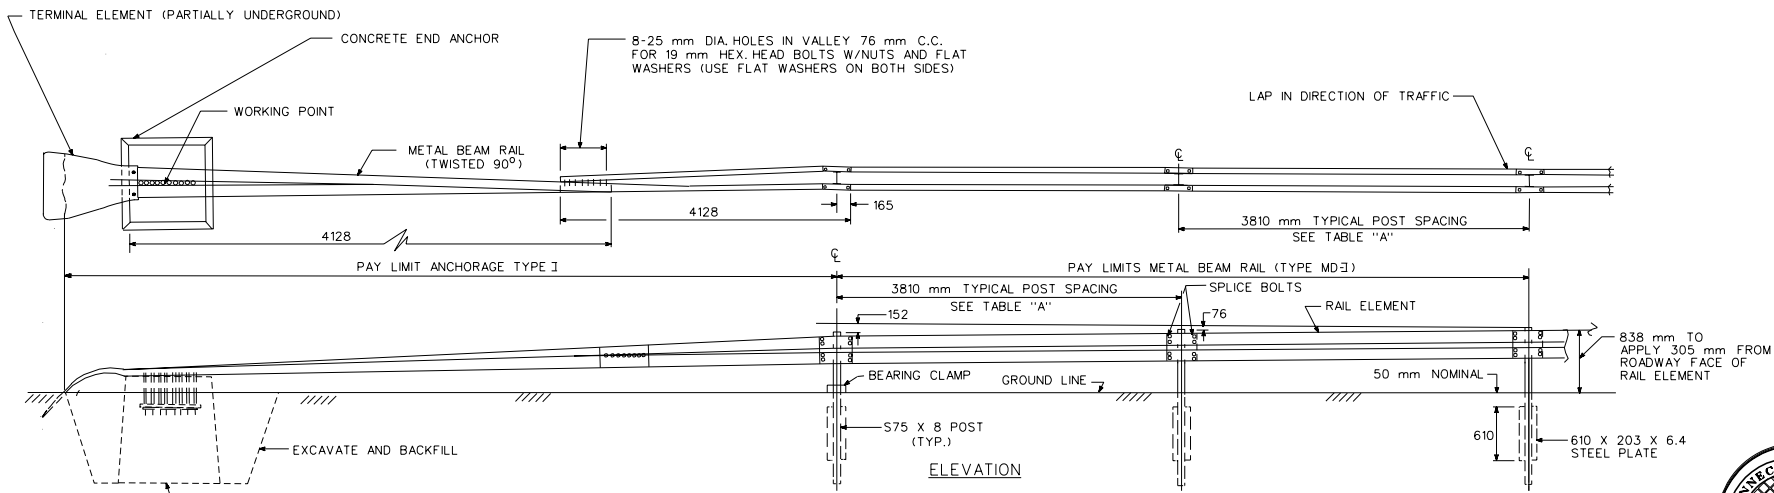 TERMINAL ELEMENT (PARTIALLY UNDERGROUND)
CONCRETE END ANCHOR
8-25 mm DIA. HOLES IN VALLEY 76 mm C.C.
FOR 19 mm HEX. HEAD BOLTS W/NUTS AND FLAT
WASHERS (USE FLAT WASHERS ON BOTH SIDES)
LAP IN DIRECTION OF TRAFFIC
WORKING POINT
METAL BEAM RAIL
(TWISTED 90°)
℄
℄
4128
165
3810 mm TYPICAL POST SPACING
SEE TABLE "A"
4128
℄
PAY LIMIT ANCHORAGE TYPE I
PAY LIMITS METAL BEAM RAIL (TYPE MD-I)
3810 mm TYPICAL POST SPACING
SEE TABLE "A"
SPLICE BOLTS
RAIL ELEMENT
152
76
838 mm TO
APPLY 305 mm FROM
ROADWAY FACE OF
RAIL ELEMENT
BEARING CLAMP
GROUND LINE
50 mm NOMINAL
S75 X 8 POST
(TYP.)
610
610 X 203 X 6.4
STEEL PLATE
EXCAVATE AND BACKFILL
ELEVATION